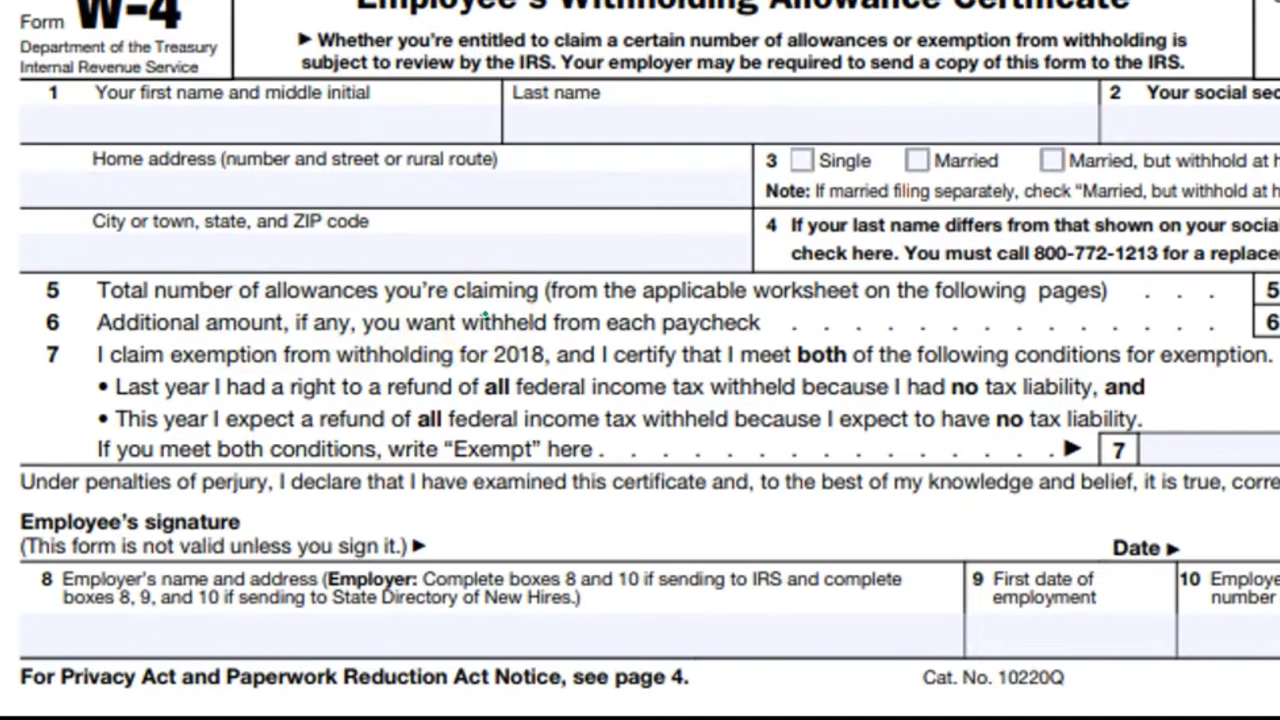 Form W-4
Department of the Treasury
Internal Revenue Service
Employee's Withholding Allowance Certificate
▶ Whether you're entitled to claim a certain number of allowances or exemption from withholding is
subject to review by the IRS. Your employer may be required to send a copy of this form to the IRS.
1 Your first name and middle initial
Last name
2 Your social
Home address (number and street or rural route)
3 Single Married Married, but withhold at
Note: If married filing separately, check "Married, but withhold at
City or town, state, and ZIP code
4 If your last name differs from that shown on your
check here. You must call 800-772-1213 for a
5 Total number of allowances you're claiming (from the applicable worksheet on the following pages) . . . 5
6 Additional amount, if any, you want withheld from each paycheck . . . . . . . . . . . . . . 6
7 I claim exemption from withholding for 2018, and I certify that I meet both of the following conditions for exemption.
• Last year I had a right to a refund of all federal income tax withheld because I had no tax liability, and
• This year I expect a refund of all federal income tax withheld because I expect to have no tax liability.
If you meet both conditions, write "Exempt" here . . . . . . . . . . . . . . . ▶ 7
Under penalties of perjury, I declare that I have examined this certificate and, to the best of my knowledge and belief, it is true,
Employee's signature
(This form is not valid unless you sign it.) ▶
Date ▶
8 Employer's name and address (Employer: Complete boxes 8 and 10 if sending to IRS and complete
boxes 8, 9, and 10 if sending to State Directory of New Hires.)
9 First date of
employment
10
number
For Privacy Act and Paperwork Reduction Act Notice, see page 4.
Cat. No. 10220Q